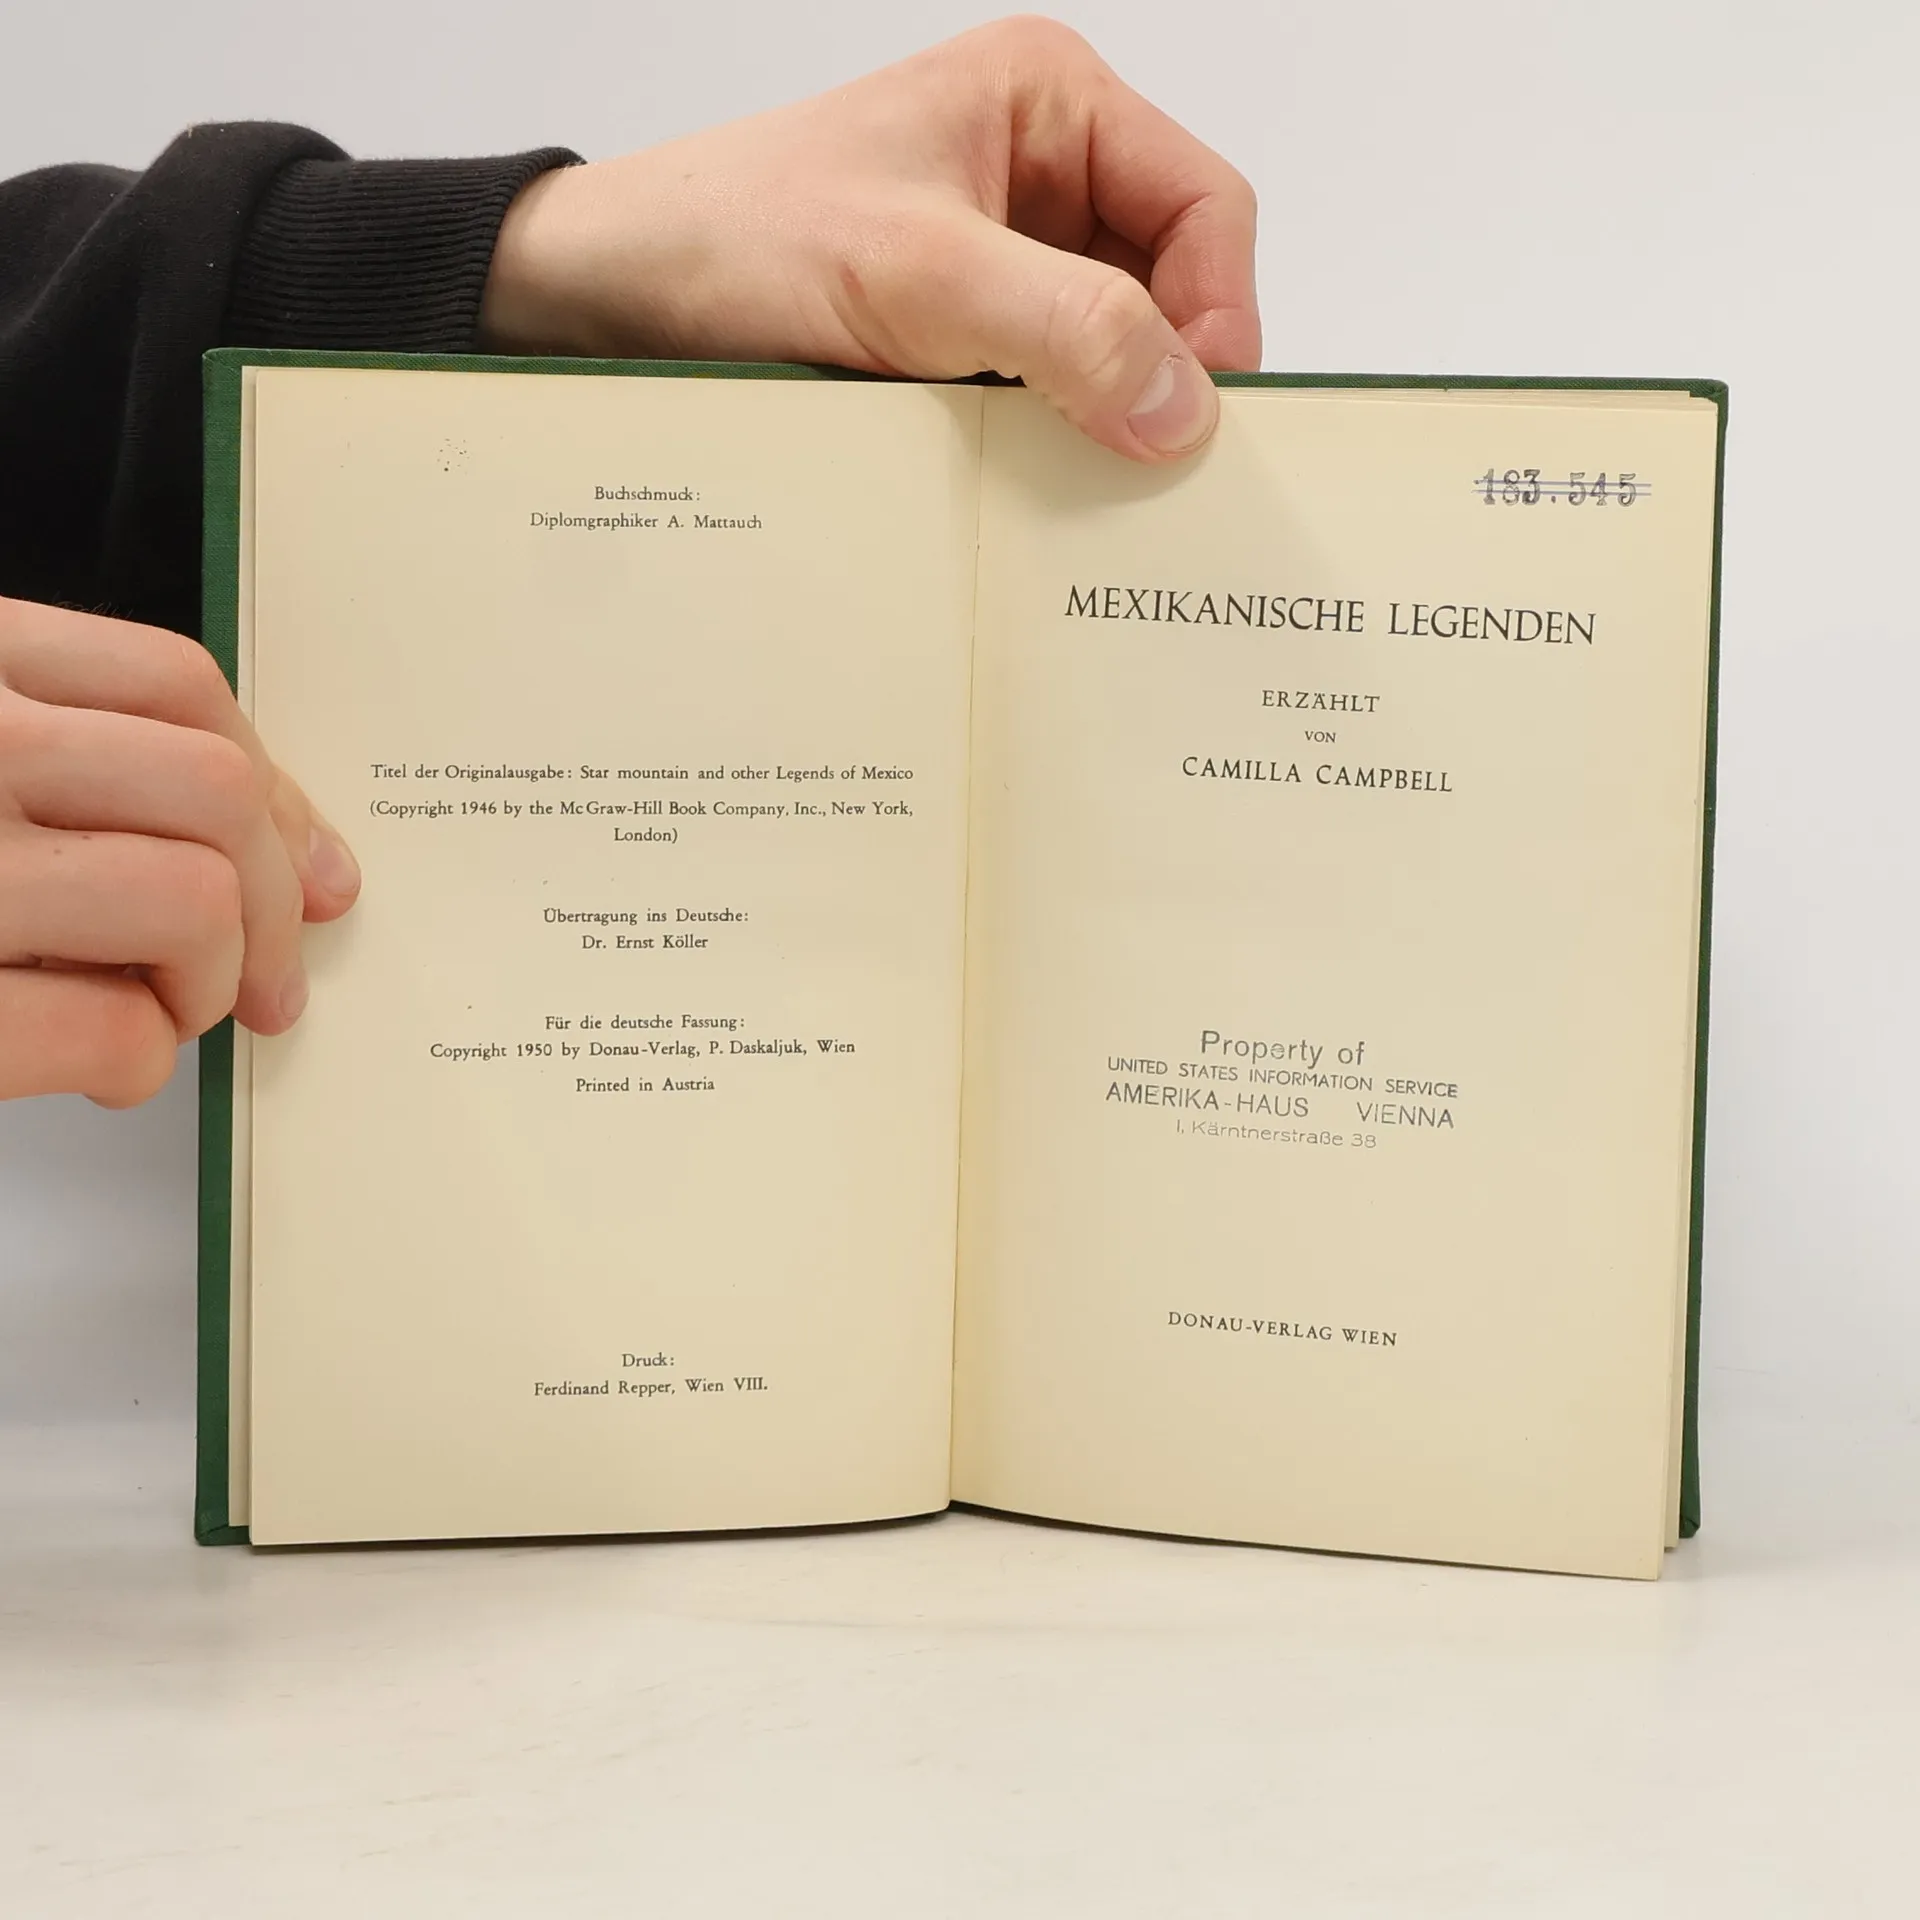 Buchschmuck:
Diplomgraphiker A. Mattauch
Titel der Originalausgabe: Star mountain and other Legends of Mexico
(Copyright 1946 by the McGraw-Hill Book Company, Inc., New York,
London)
Übertragung ins Deutsche:
Dr. Ernst Köller
Für die deutsche Fassung:
Copyright 1950 by Donau-Verlag, P. Daskaljuk, Wien
Printed in Austria
Druck:
Ferdinand Repper, Wien VIII.
183.545
MEXIKANISCHE LEGENDEN
ERZÄHLT
VON
CAMILLA CAMPBELL
Property of
UNITED STATES INFORMATION SERVICE
AMERIKA-HAUS VIENNA
I, Kärntnerstraße 38
DONAU-VERLAG WIEN